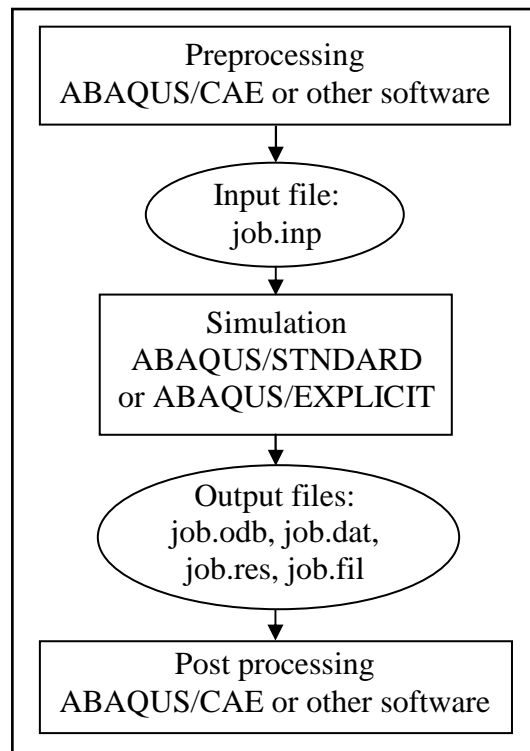 Preprocessing
ABAQUS/CAE or other software
Input file:
job.inp
Simulation
ABAQUS/STNDARD
or ABAQUS/EXPLICIT
Output files:
job.odb, job.dat,
job.res, job.fil
Post processing
ABAQUS/CAE or other software